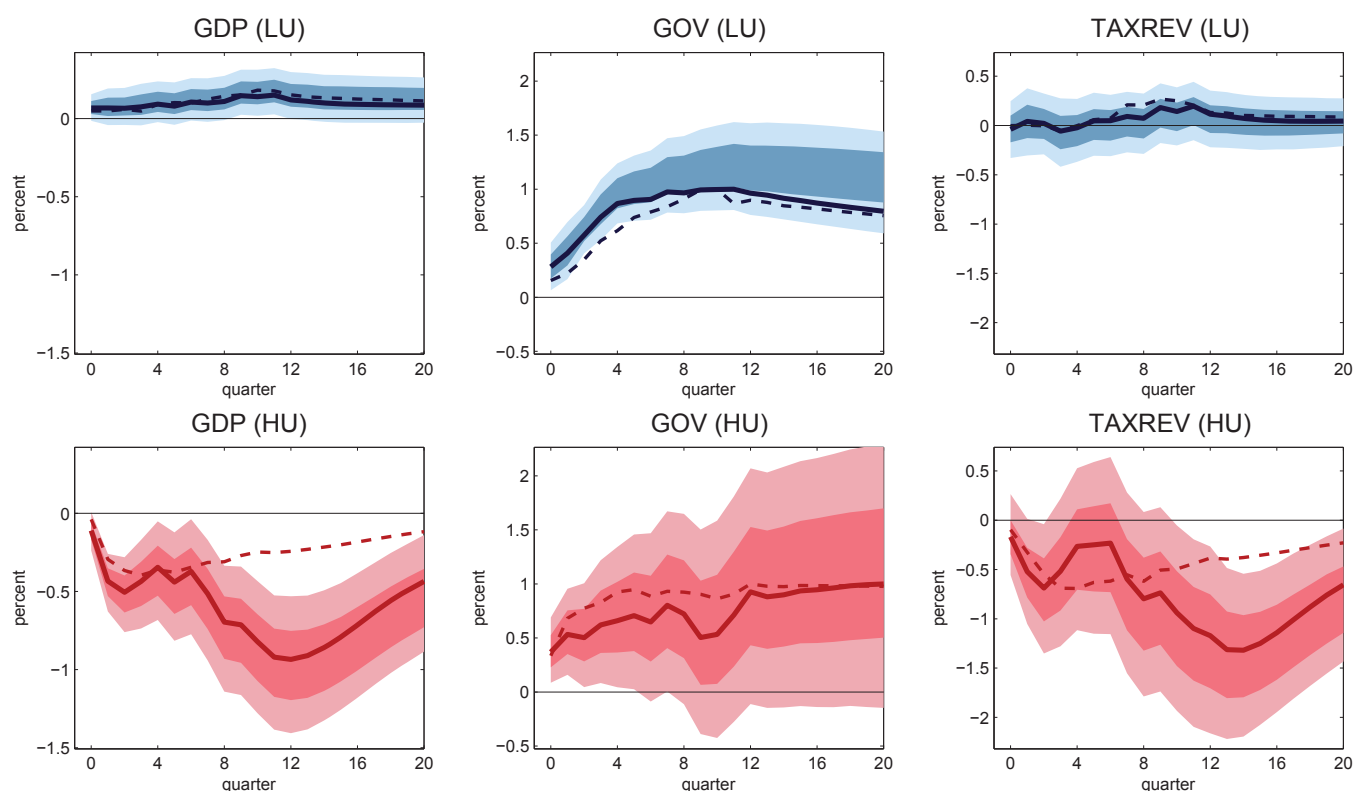 GDP (LU)
percent
0
−0.5
−1
−1.5
0 4 8 12 16 20
quarter
GOV (LU)
percent
2
1.5
1
0.5
0
−0.5
0 4 8 12 16 20
quarter
TAXREV (LU)
percent
0.5
0
−0.5
−1
−1.5
−2
0 4 8 12 16 20
quarter
GDP (HU)
percent
0
−0.5
−1
−1.5
0 4 8 12 16 20
quarter
GOV (HU)
percent
2
1.5
1
0.5
0
−0.5
0 4 8 12 16 20
quarter
TAXREV (HU)
percent
0.5
0
−0.5
−1
−1.5
−2
0 4 8 12 16 20
quarter